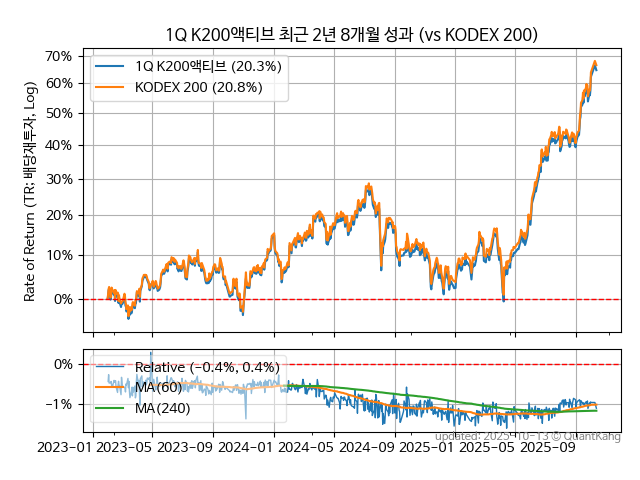 1Q K200액티브 최근 2년 8개월 성과 (vs KODEX 200)
Rate of Return (TR: 배당재투자, Log)
70%
60%
50%
40%
30%
20%
10%
0%
1Q K200액티브 (20.3%)
KODEX 200 (20.8%)
0%
−1%
Relative (−0.4%, 0.4%)
MA(60)
MA(240)
updated: 2025-10-13 © QuantKang
2023-01 2023-05 2023-09 2024-01 2024-05 2024-09 2025-01 2025-05 2025-09